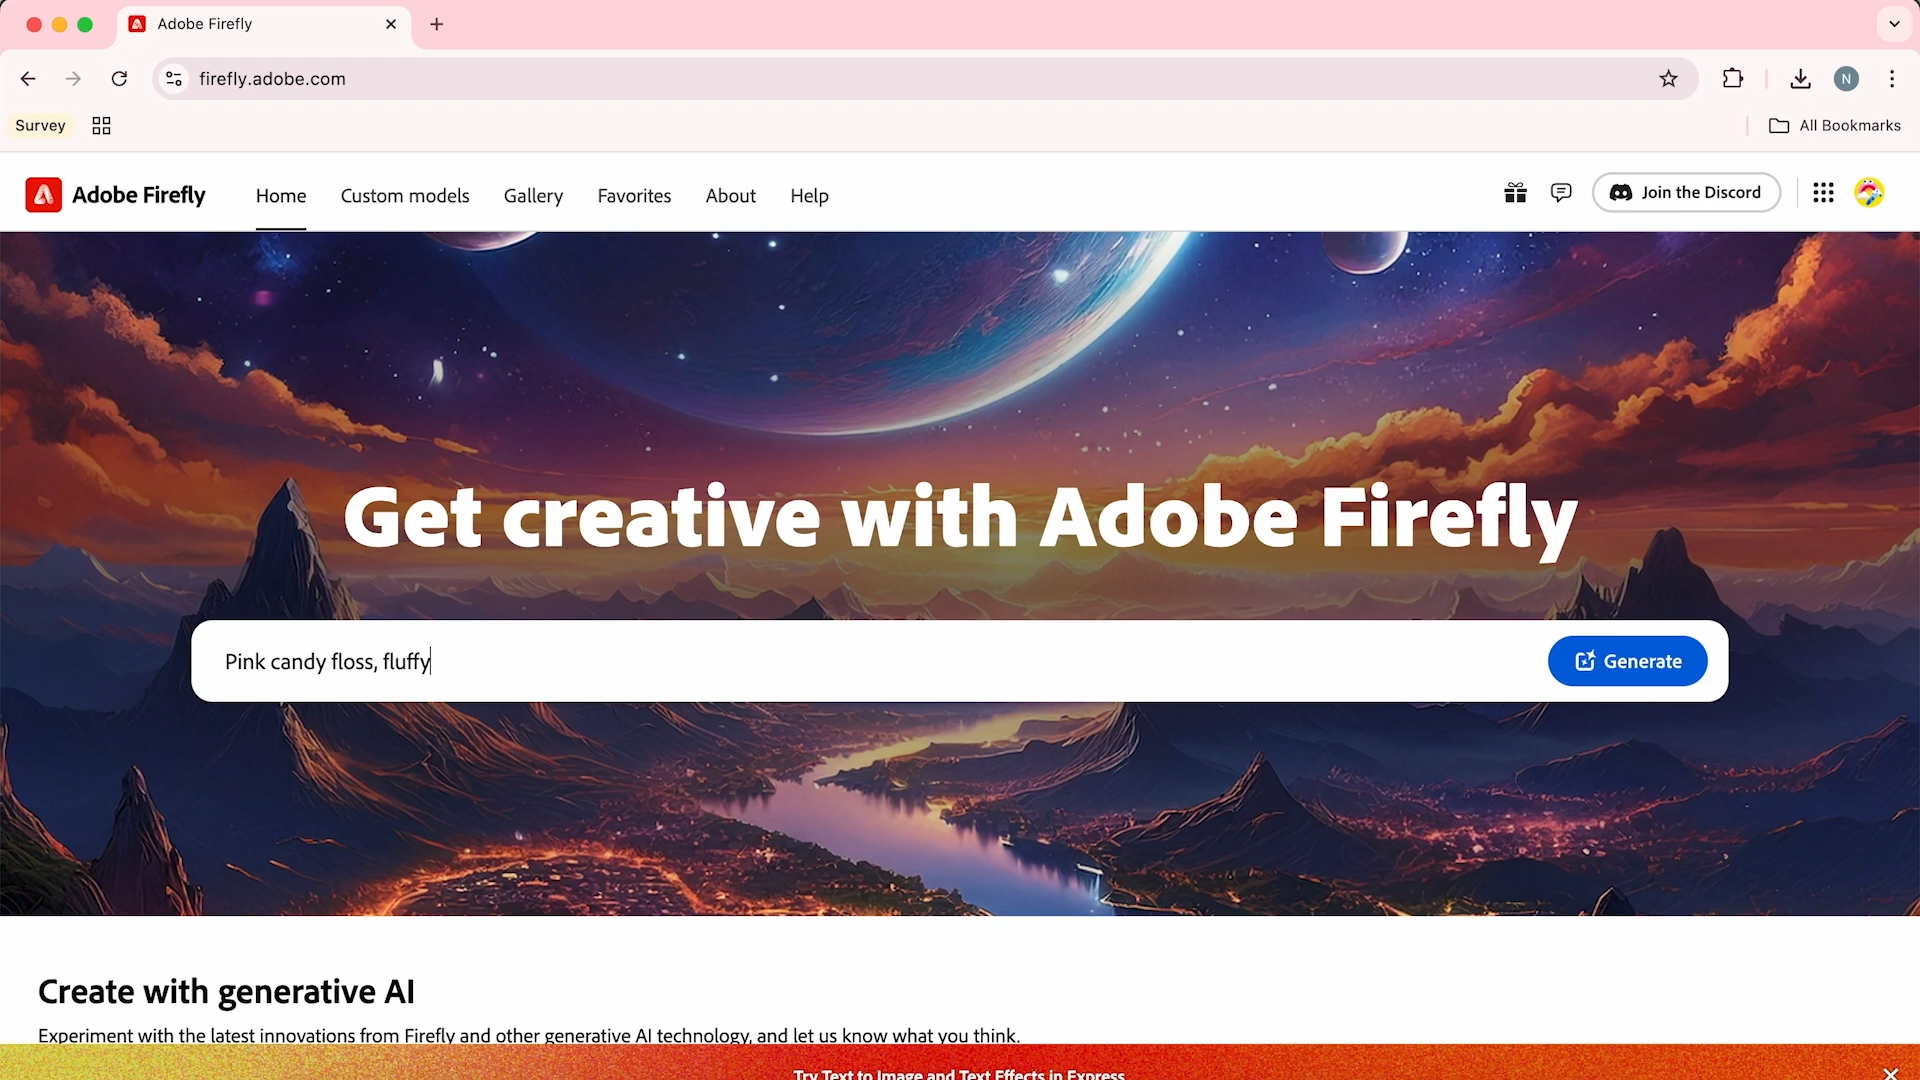 Adobe Firefly
firefly.adobe.com
N
Survey
All Bookmarks
Adobe Firefly
Home
Custom models
Gallery
Favorites
About
Help
Join the Discord
Get creative with Adobe Firefly
Pink candy floss, fluffy
Generate
Create with generative AI
Experiment with the latest innovations from Firefly and other generative AI technology, and let us know what you think.
Try Text to Image and Text Effects in Express